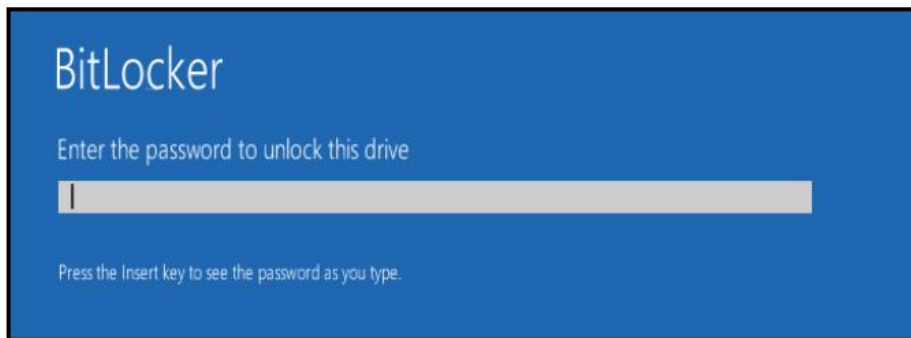 BitLocker
Enter the password to unlock this drive
Press the Insert key to see the password as you type.